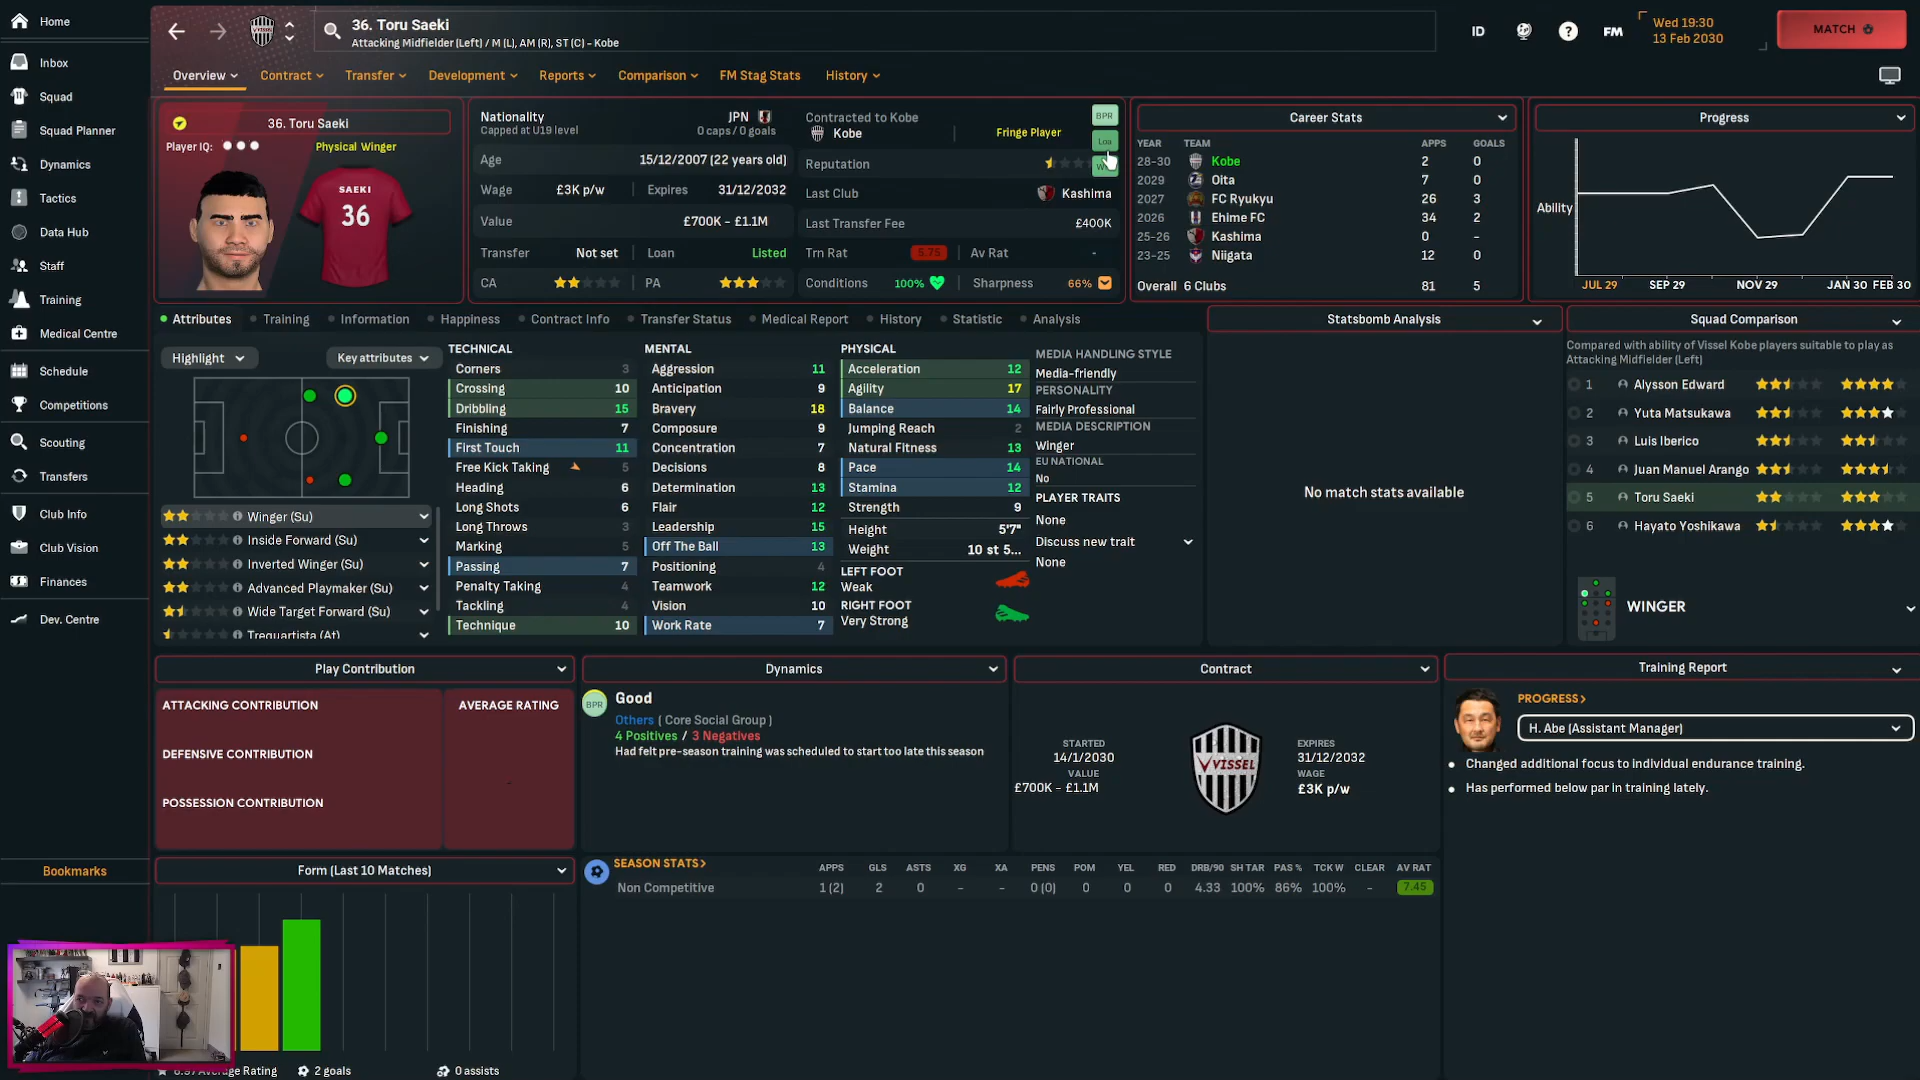 Home
Inbox
Squad
Squad Planner
Dynamics
Tactics
Data Hub
Staff
Training
Medical Centre
Schedule
Competitions
Scouting
Transfers
Club Info
Club Vision
Finances
Dev. Centre
Bookmarks
36. Toru Saeki
Attacking Midfielder (Left) / M (L), AM (R), ST (C) - Kobe
ID
FM
Wed 19:30
13 Feb 2030
MATCH
Overview
Contract
Transfer
Development
Reports
Comparison
FM Stag Stats
History
36. Toru Saeki
Player IQ:
Physical Winger
SAEKI
36
Nationality
Capped at U19 level
JPN
0 caps/ 0 goals
Age
15/12/2007 (22 years old)
Wage
£3K p/w
Expires
31/12/2032
Value
£700K - £1.1M
Transfer
Not set
Loan
Listed
CA
PA
Contracted to Kobe
Kobe
Fringe Player
BPR
Loa
Reputation
Last Club
Kashima
Last Transfer Fee
£400K
Trn Rat
5.75
Av Rat
-
Conditions
100%
Sharpness
66%
Career Stats
YEAR TEAM APPS GOALS
28-30 Kobe 2 0
2029 Oita 7 0
2027 FC Ryukyu 26 3
2026 Ehime FC 34 2
25-26 Kashima 0 -
23-25 Niigata 12 0
Overall 6 Clubs 81 5
Progress
Ability
JUL 29 SEP 29 NOV 29 JAN 30 FEB 30
Attributes
Training
Information
Happiness
Contract Info
Transfer Status
Medical Report
History
Statistic
Analysis
Highlight
Key attributes
Winger (Su)
Inside Forward (Su)
Inverted Winger (Su)
Advanced Playmaker (Su)
Wide Target Forward (Su)
Trequartista (At)
TECHNICAL
Corners 3
Crossing 10
Dribbling 15
Finishing 7
First Touch 11
Free Kick Taking 5
Heading 6
Long Shots 6
Long Throws 3
Marking 5
Passing 7
Penalty Taking 4
Tackling 4
Technique 10
MENTAL
Aggression 11
Anticipation 9
Bravery 18
Composure 9
Concentration 7
Decisions 8
Determination 13
Flair 12
Leadership 15
Off The Ball 13
Positioning 4
Teamwork 12
Vision 10
Work Rate 7
PHYSICAL
Acceleration 12
Agility 17
Balance 14
Jumping Reach 2
Natural Fitness 13
Pace 14
Stamina 12
Strength 9
Height 5'7"
Weight 10 st 5...
LEFT FOOT
Weak
RIGHT FOOT
Very Strong
MEDIA HANDLING STYLE
Media-friendly
PERSONALITY
Fairly Professional
MEDIA DESCRIPTION
Winger
EU NATIONAL
No
PLAYER TRAITS
None
Discuss new trait
None
Statsbomb Analysis
No match stats available
Squad Comparison
Compared with ability of Vissel Kobe players suitable to play as
Attacking Midfielder (Left)
1 Alysson Edward
2 Yuta Matsukawa
3 Luis Iberico
4 Juan Manuel Arango
5 Toru Saeki
6 Hayato Yoshikawa
WINGER
Play Contribution
ATTACKING CONTRIBUTION
DEFENSIVE CONTRIBUTION
POSSESSION CONTRIBUTION
AVERAGE RATING
-
Dynamics
BPR
Good
Others ( Core Social Group )
4 Positives / 3 Negatives
Had felt pre-season training was scheduled to start too late this season
Contract
STARTED
14/1/2030
VALUE
£700K - £1.1M
VISSEL
EXPIRES
31/12/2032
WAGE
£3K p/w
Training Report
PROGRESS>
H. Abe (Assistant Manager)
Changed additional focus to individual endurance training.
Has performed below par in training lately.
Form (Last 10 Matches)
Average Rating
2 goals
0 assists
SEASON STATS>
APPS GLS ASTS XG XA PENS POM YEL RED DRB/90 SH TAR PAS % TCK W CLEAR AV RAT
Non Competitive 1 (2) 2 0 - - 0 (0) 0 0 0 4.33 100% 86% 100% - 7.45